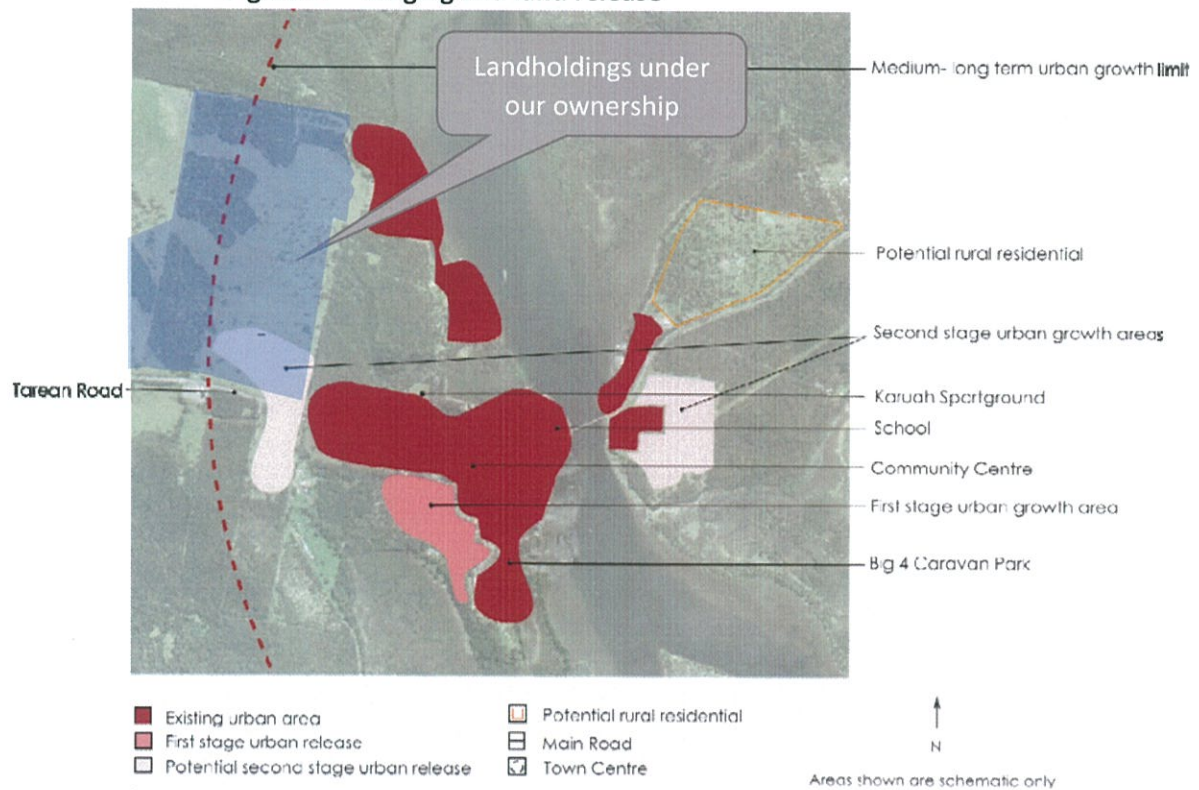 Landholdings under
our ownership
Medium- long term urban growth limit
Potential rural residential
Second stage urban growth areas
Tarean Road
Karuah Sportground
School
Community Centre
First stage urban growth area
Big 4 Caravan Park
Existing urban area
First stage urban release
Potential second stage urban release
Potential rural residential
Main Road
Town Centre
N
Areas shown are schematic only